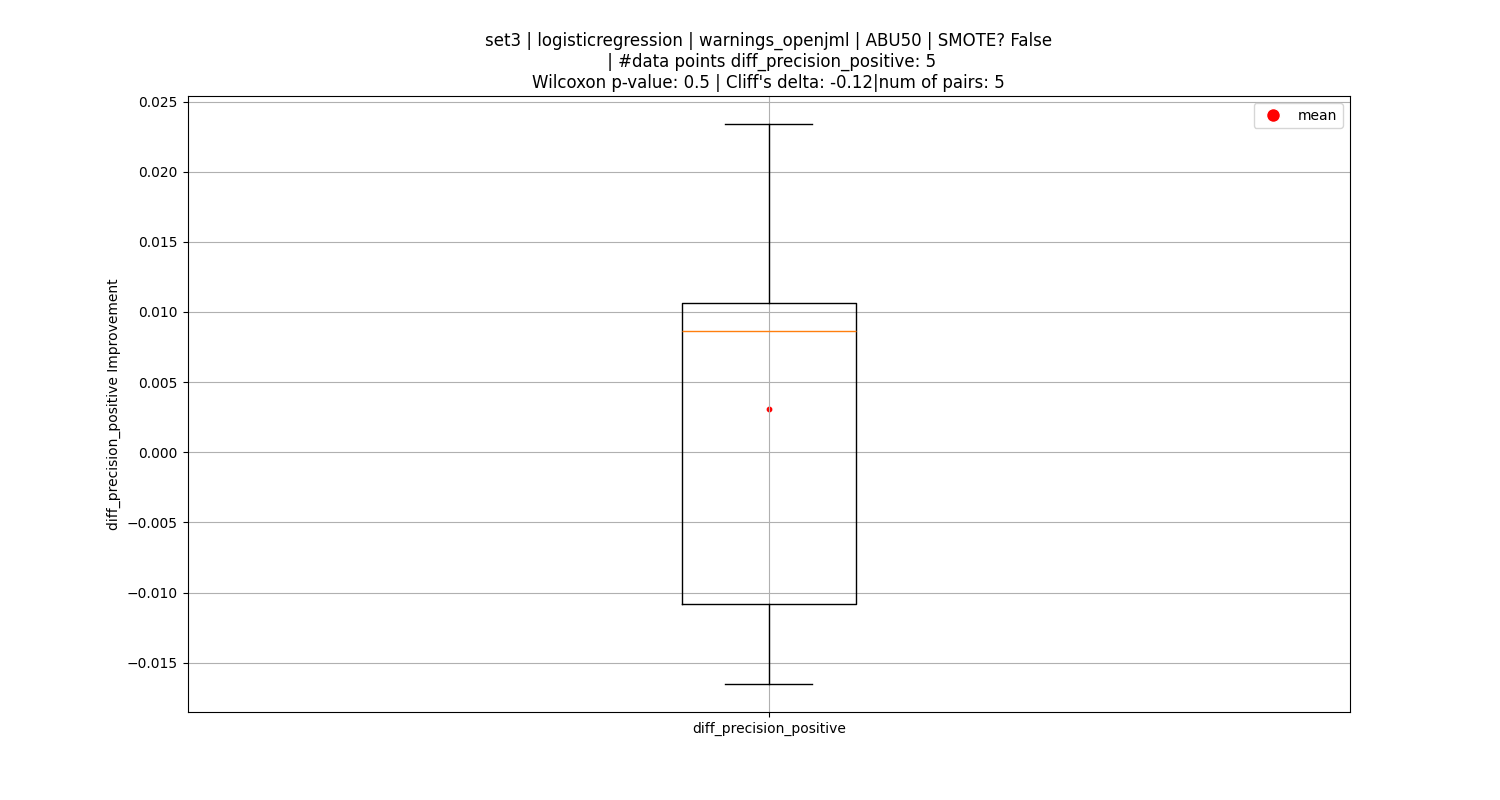 set3 | logisticregression | warnings_openjml | ABU50 | SMOTE? False
| #data points diff_precision_positive: 5
Wilcoxon p-value: 0.5 | Cliff's delta: -0.12|num of pairs: 5
mean
0.025
0.020
0.015
0.010
0.005
0.000
−0.005
−0.010
−0.015
diff_precision_positive Improvement
diff_precision_positive